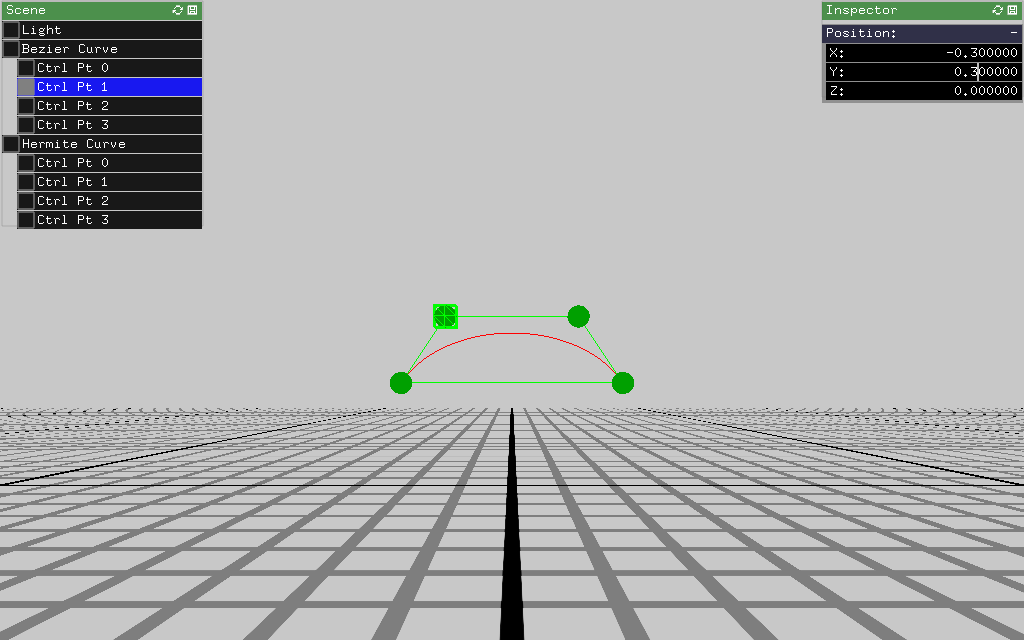 Scene
Light
Bezier Curve
Ctrl Pt 0
Ctrl Pt 1
Ctrl Pt 2
Ctrl Pt 3
Hermite Curve
Ctrl Pt 0
Ctrl Pt 1
Ctrl Pt 2
Ctrl Pt 3
Inspector
Position: -
X: -0.300000
Y: 0.300000
Z: 0.000000